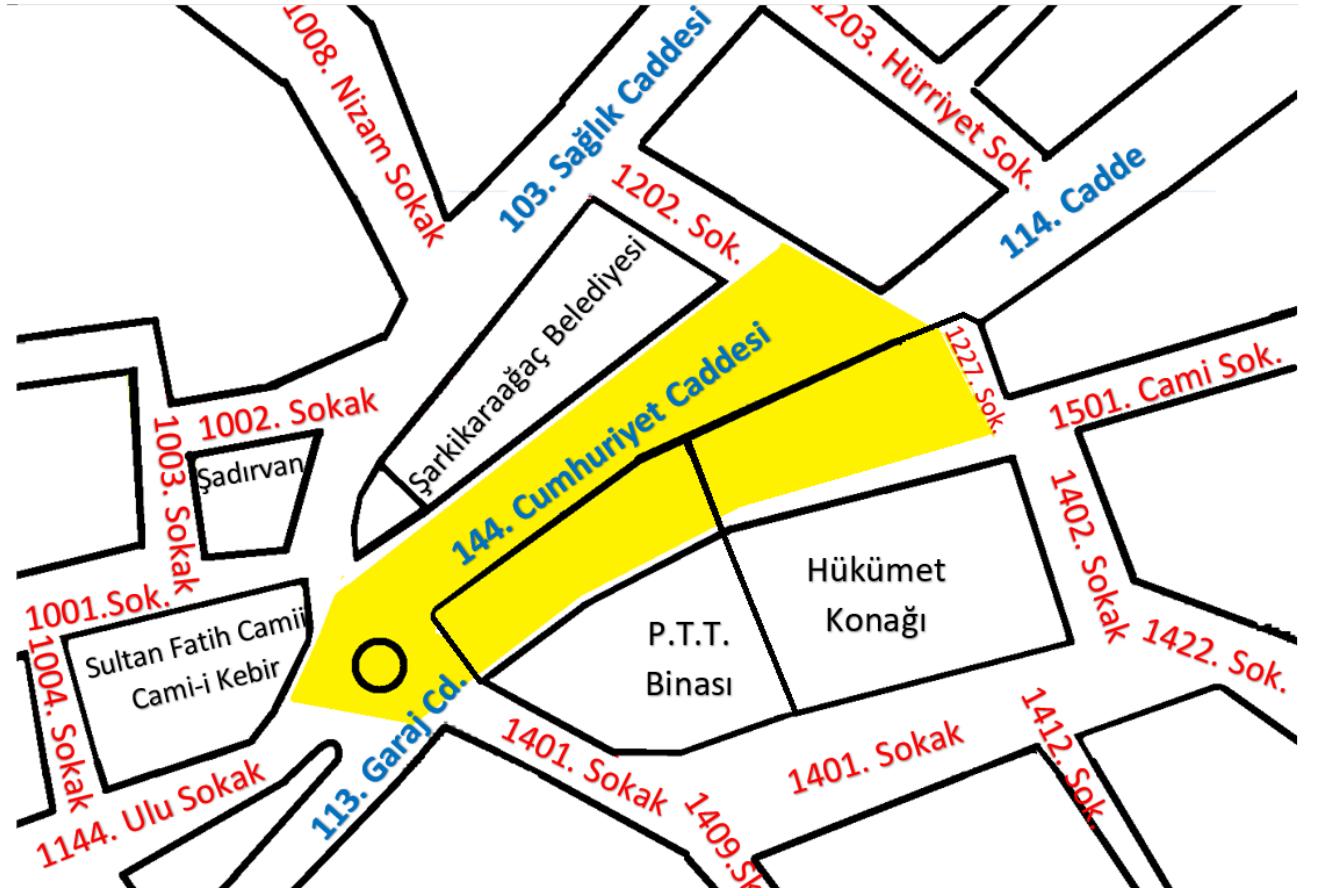 1008. Nizam Sokak
103. Sağlık Caddesi
1203. Hürriyet Sok.
114. Cadde
1202. Sok.
Şarkikaraağaç Belediyesi
144. Cumhuriyet Caddesi
1227. Sok.
1501. Cami Sok.
1002. Sokak
1003. Sokak
Şadırvan
1001.Sok.
1004. Sokak
Sultan Fatih Camii
Cami-i Kebir
1144. Ulu Sokak
113. Garaj Cd.
P.T.T.
Binası
Hükümet
Konağı
1402. Sokak
1422. Sok.
1401. Sokak
1401. Sokak
1412. Sok.
1409.Sk